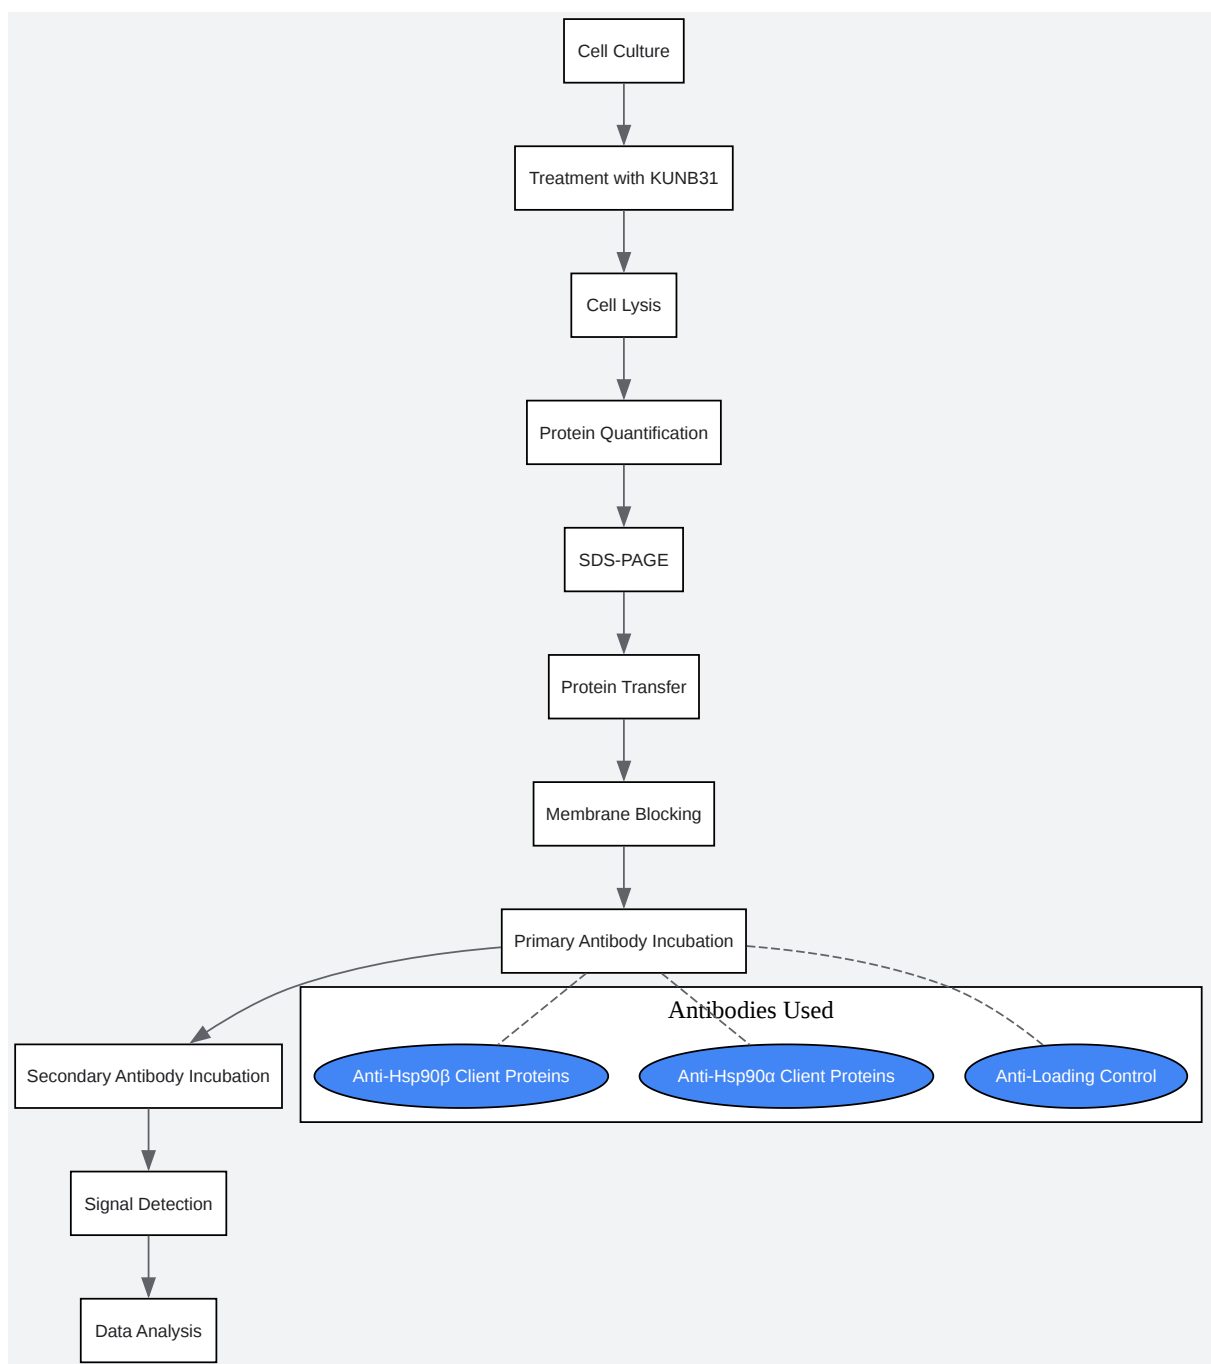 Cell Culture
Treatment with KUNB31
Cell Lysis
Protein Quantification
SDS-PAGE
Protein Transfer
Membrane Blocking
Primary Antibody Incubation
Antibodies Used
Secondary Antibody Incubation
Anti-Hsp90β Client Proteins
Anti-Hsp90α Client Proteins
Anti-Loading Control
Signal Detection
Data Analysis